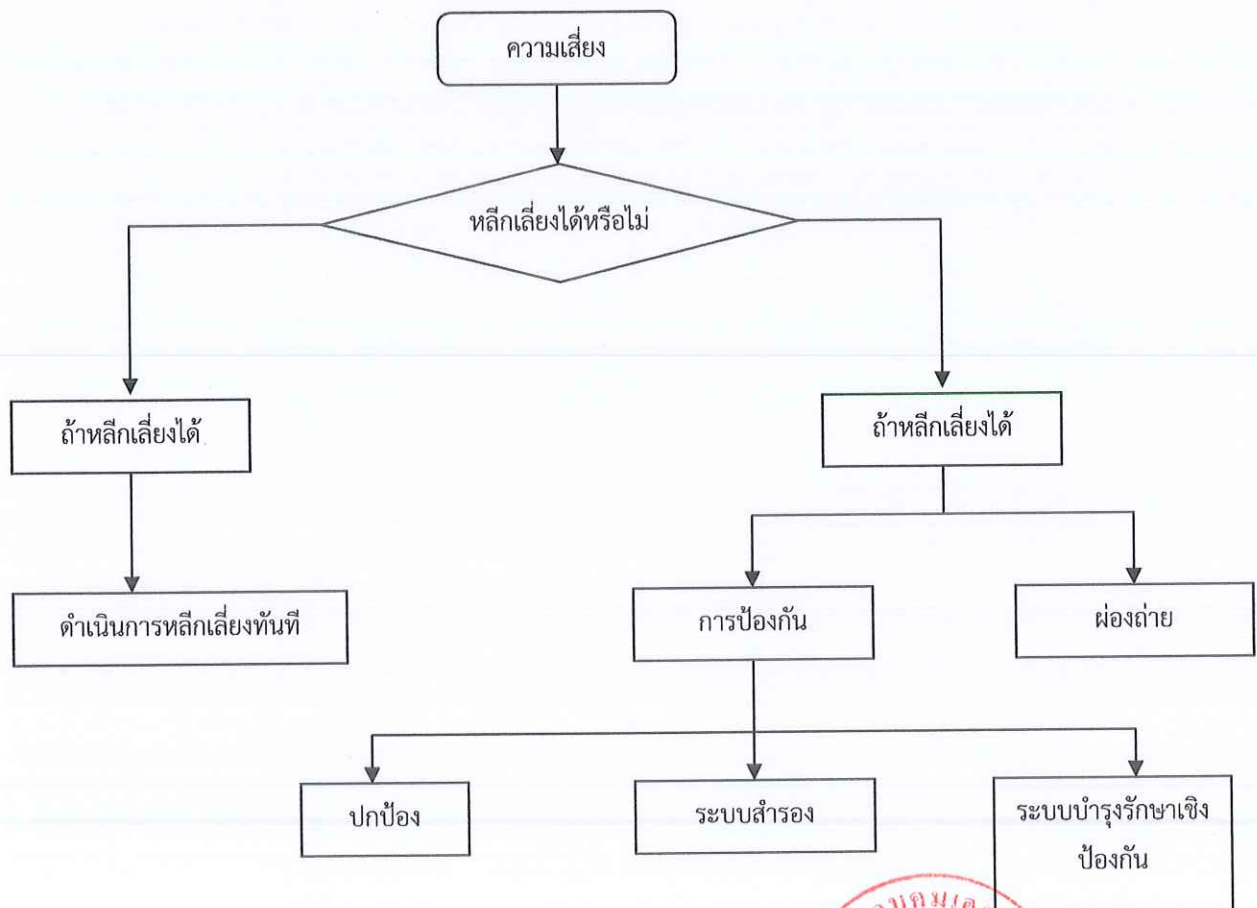 ความเสี่ยง
หลีกเลี่ยงได้หรือไม่
ถ้าหลีกเลี่ยงได้
ถ้าหลีกเลี่ยงได้
ดำเนินการหลีกเลี่ยงทันที
การป้องกัน
ผ่องถ่าย
ปกป้อง
ระบบสำรอง
ระบบบำรุงรักษาเชิง
ป้องกัน